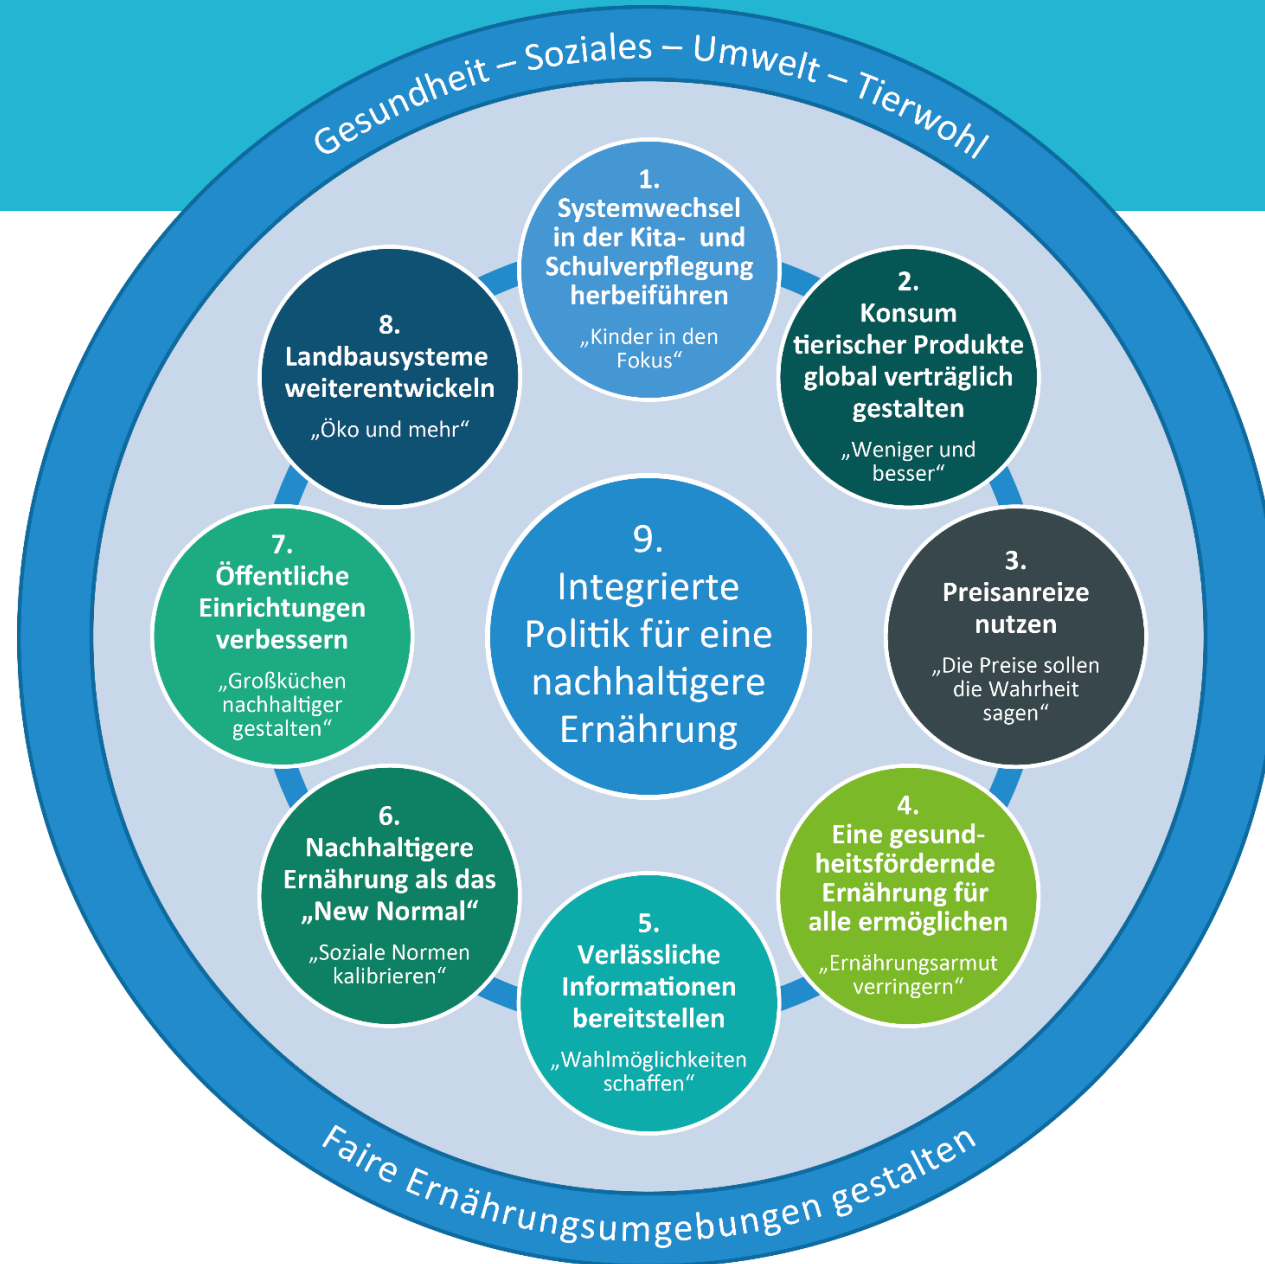 Gesundheit – Soziales – Umwelt – Tierwohl
1.
Systemwechsel
in der Kita- und
Schulverpflegung
herbeiführen
„Kinder in den
Fokus“
2.
Konsum
tierischer Produkte
global verträglich
gestalten
„Weniger und
besser“
3.
Preisanreize
nutzen
„Die Preise sollen
die Wahrheit
sagen“
4.
Eine gesund-
heitsfördernde
Ernährung für
alle ermöglichen
„Ernährungsarmut
verringern“
5.
Verlässliche
Informationen
bereitstellen
„Wahlmöglichkeiten
schaffen“
6.
Nachhaltigere
Ernährung als das
„New Normal“
„Soziale Normen
kalibrieren“
7.
Öffentliche
Einrichtungen
verbessern
„Großküchen
nachhaltiger
gestalten“
8.
Landbausysteme
weiterentwickeln
„Öko und mehr“
9.
Integrierte
Politik für eine
nachhaltigere
Ernährung
Faire Ernährungsumgebungen gestalten